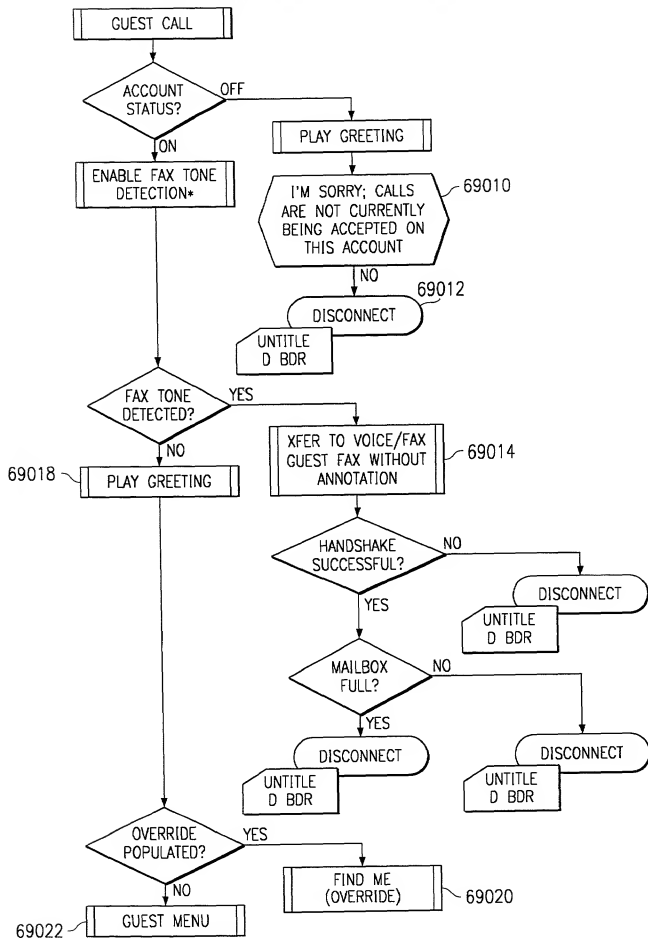 GUEST CALL
ACCOUNT
STATUS?
OFF
ON
PLAY GREETING
ENABLE FAX TONE
DETECTION*
I'M SORY; CALLS
ARE NOT CURRENTLY
BEING ACCEPTED ON
THIS ACCOUNT
69010
NO
69012
DISCONNECT
UNTITLE
D BDR
FAX TONE
DETECTED?
YES
NO
XFER TO VOICE/FAX
GUEST FAX WITHOUT
ANNOTATION
69014
69018
PLAY GREETING
HANDSHAKE
SUCCESSFUL?
NO
YES
DISCONNECT
UNTITLE
D BDR
MAILBOX
FULL?
NO
YES
DISCONNECT
UNTITLE
D BDR
DISCONNECT
UNTITLE
D BDR
OVERRIDE
POPULATED?
YES
NO
FIND ME
(OVERRIDE)
69020
69022
GUEST MENU